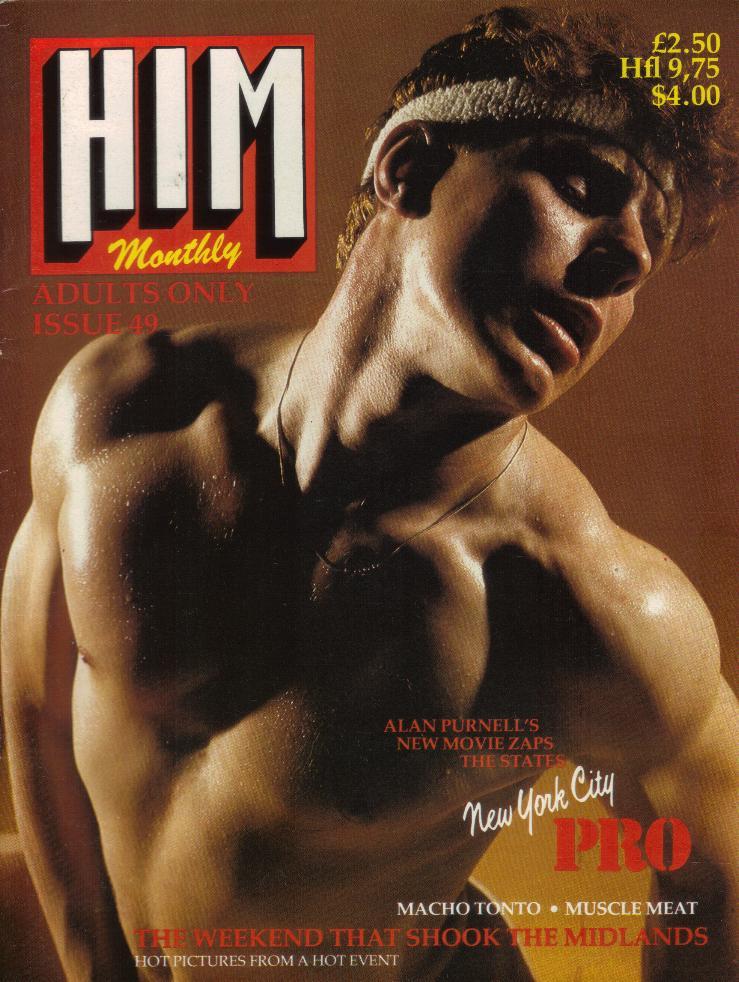 HIM
Monthly
ADULTS ONLY
ISSUE 49
£2.50
Hfl 9,75
$4.00
ALAN PURNELL'S
NEW MOVIE ZAPS
THE STATES
New York City
PRO
MACHO TONTO • MUSCLE MEAT
THE WEEKEND THAT SHOOK THE MIDLANDS
HOT PICTURES FROM A HOT EVENT